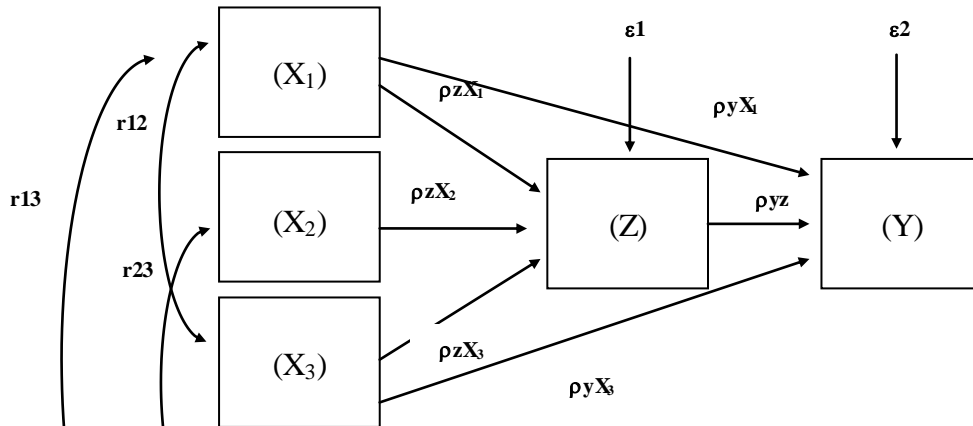 ε1
ε2
(X₁)
ρzX₁
ρyX₁
r12
r13
ρzX₂
ρyz
(X₂)
(Z)
(Y)
r23
ρzX₃
(X₃)
ρyX₃